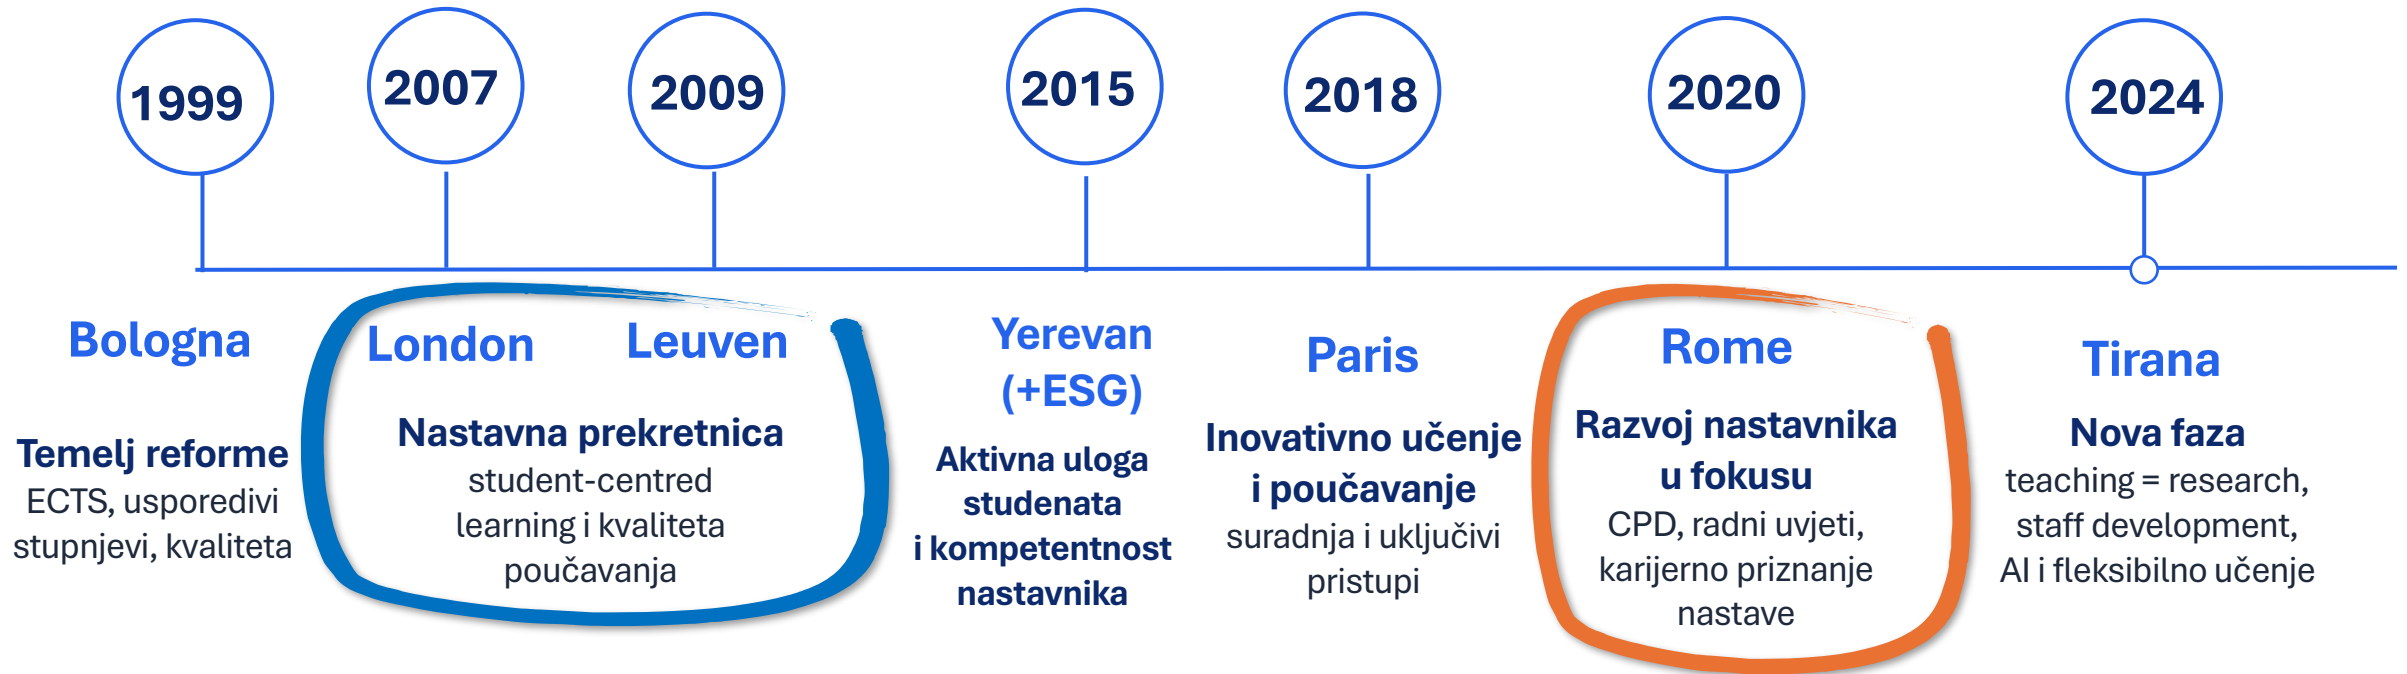 1999
2007
2009
2015
2018
2020
2024
Bologna
Temelj reforme
ECTS, usporedivi
stupnjevi, kvaliteta
London
Leuven
Nastavna prekretnica
student-centred
learning i kvaliteta
poučavanja
Yerevan
(+ESG)
Aktivna uloga
studenata
i kompetentnost
nastavnika
Paris
Inovativno učenje
i poučavanje
suradnja i uključivi
pristupi
Rome
Razvoj nastavnika
u fokusu
CPD, radni uvjeti,
karijerno priznanje
nastave
Tirana
Nova faza
teaching = research,
staff development,
AI i fleksibilno učenje